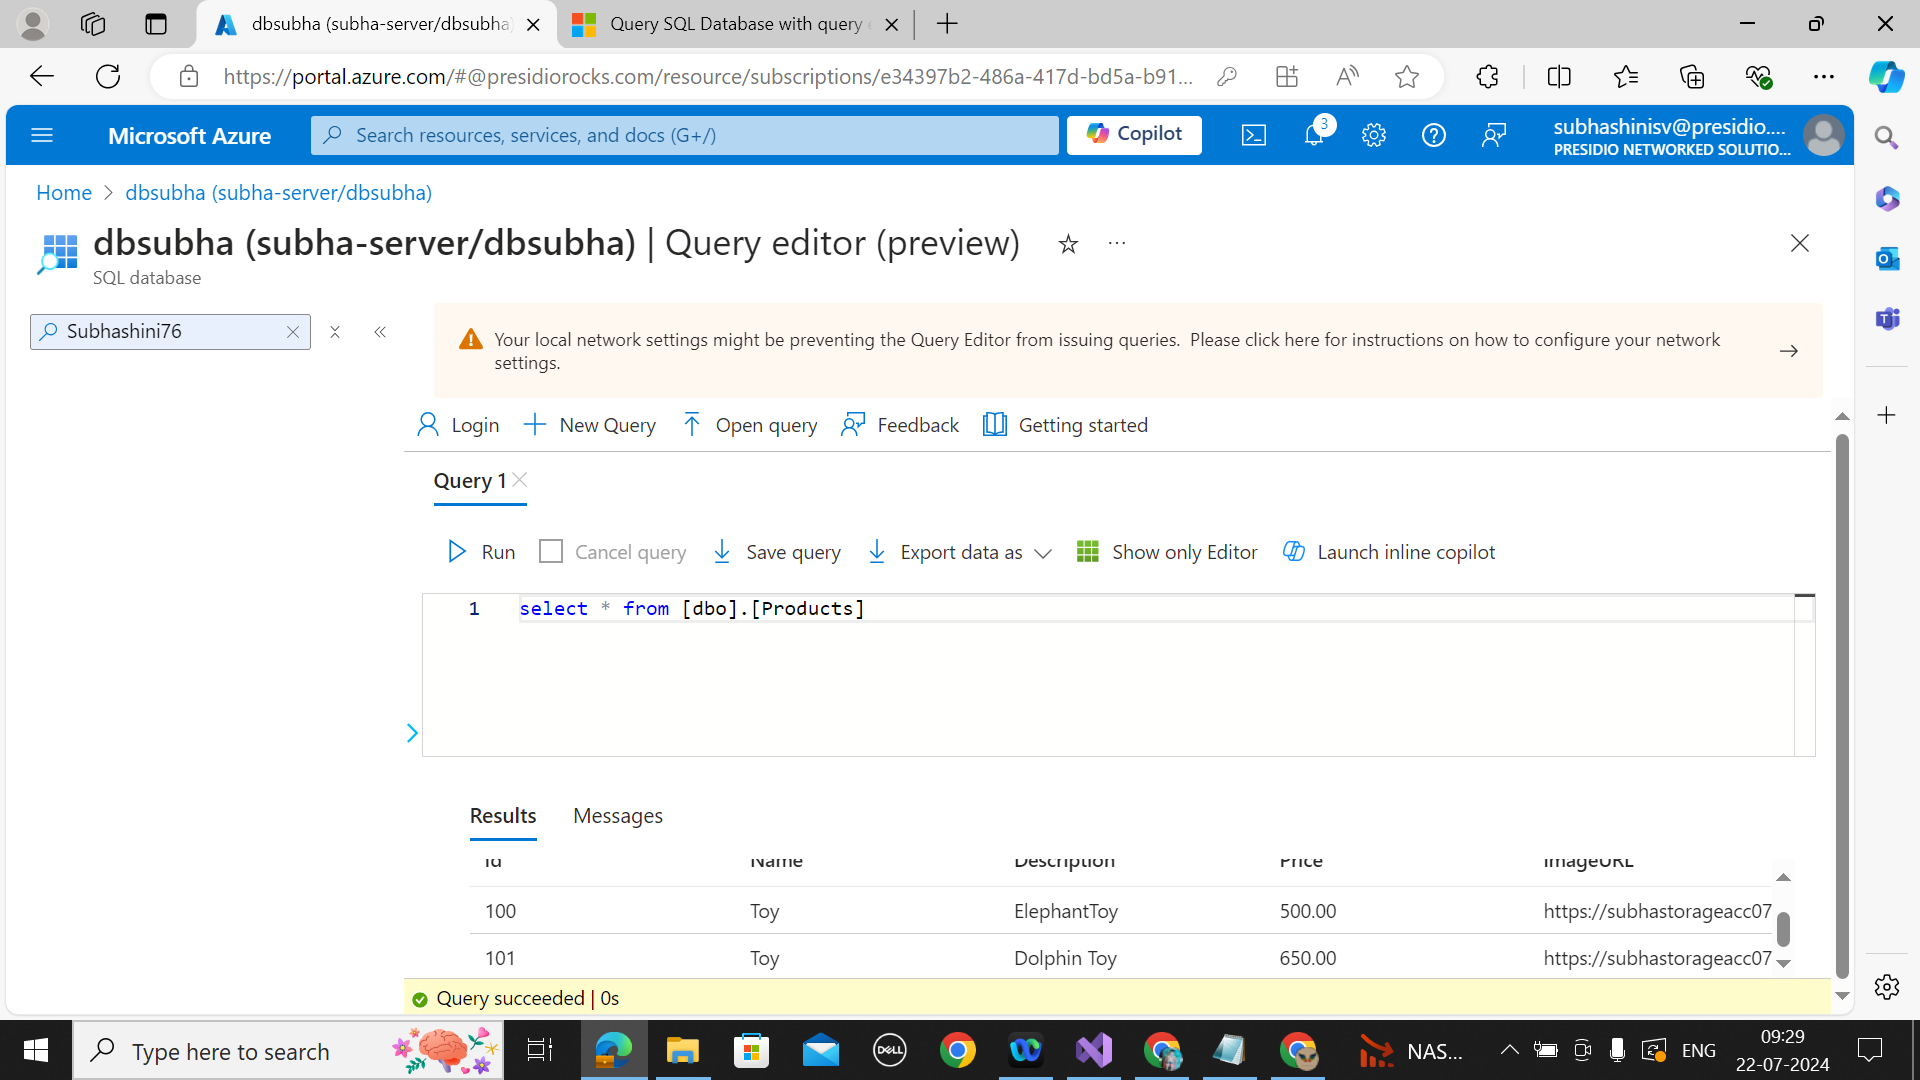 dbsubha (subha-server/dbsubha)
Query SQL Database with query e
https://portal.azure.com/#@presidiorocks.com/resource/subscriptions/e34397b2-486a-417d-bd5a-b91...
Microsoft Azure
Search resources, services, and docs (G+/)
Copilot
3
subhashinisv@presidio....
PRESIDIO NETWORKED SOLUTIO...
Home > dbsubha (subha-server/dbsubha)
dbsubha (subha-server/dbsubha) | Query editor (preview)
SQL database
Subhashini76
Your local network settings might be preventing the Query Editor from issuing queries. Please click here for instructions on how to configure your network
settings.
Login New Query Open query Feedback Getting started
Query 1
Run Cancel query Save query Export data as Show only Editor Launch inline copilot
1 select * from [dbo].[Products]
Results Messages
Id Name Description Price ImageURL
100 Toy ElephantToy 500.00 https://subhastorageacc07
101 Toy Dolphin Toy 650.00 https://subhastorageacc07
Query succeeded | 0s
Type here to search
DELL
NAS...
ENG
09:29
22-07-2024